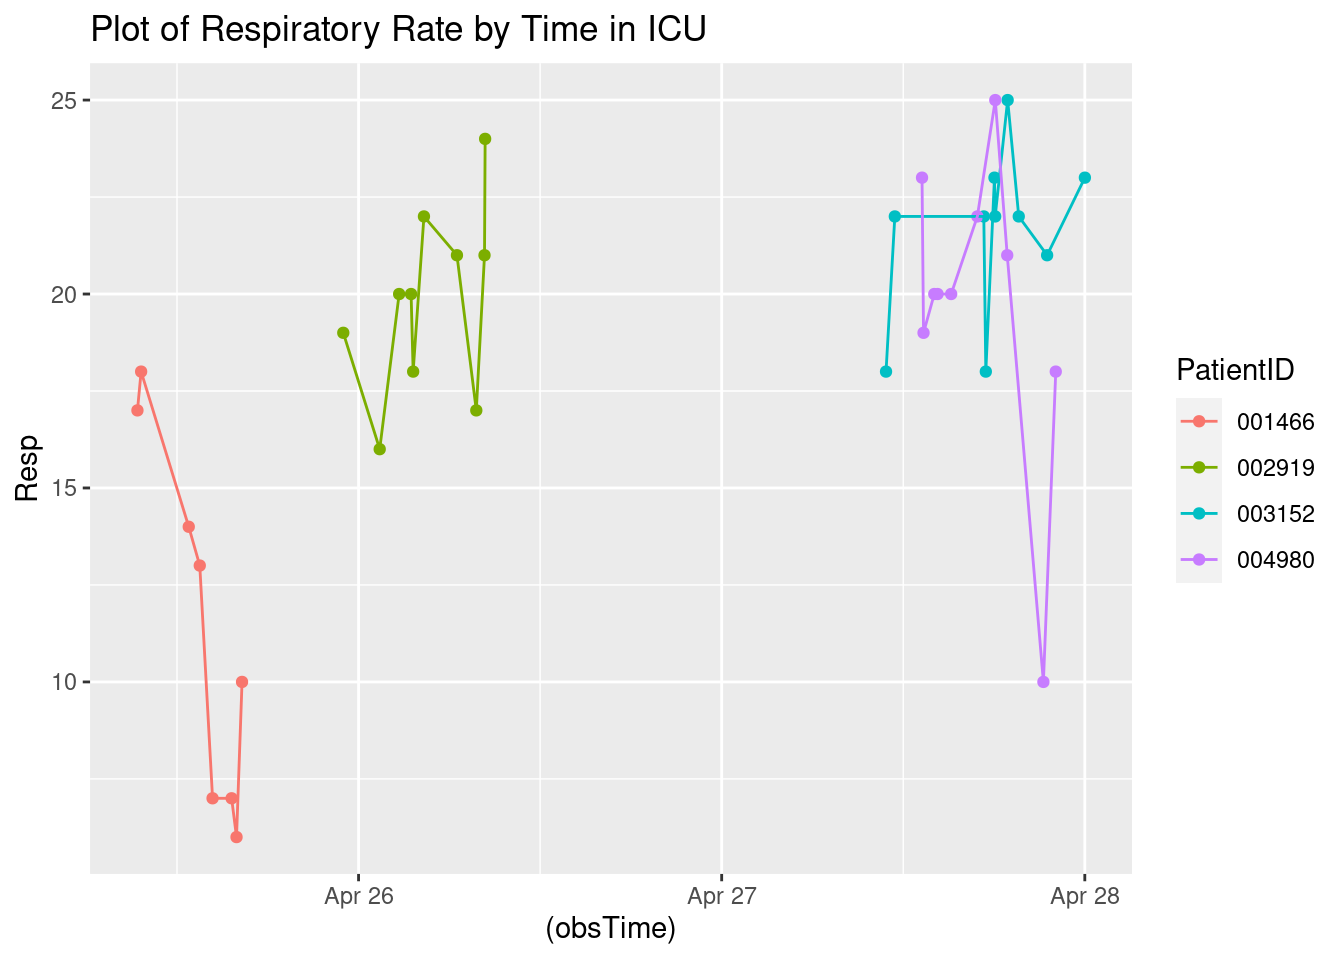 Plot of Respiratory Rate by Time in ICU
25
20
15
10
Resp
Apr 26
Apr 27
Apr 28
(obsTime)
PatientID
001466
002919
003152
004980